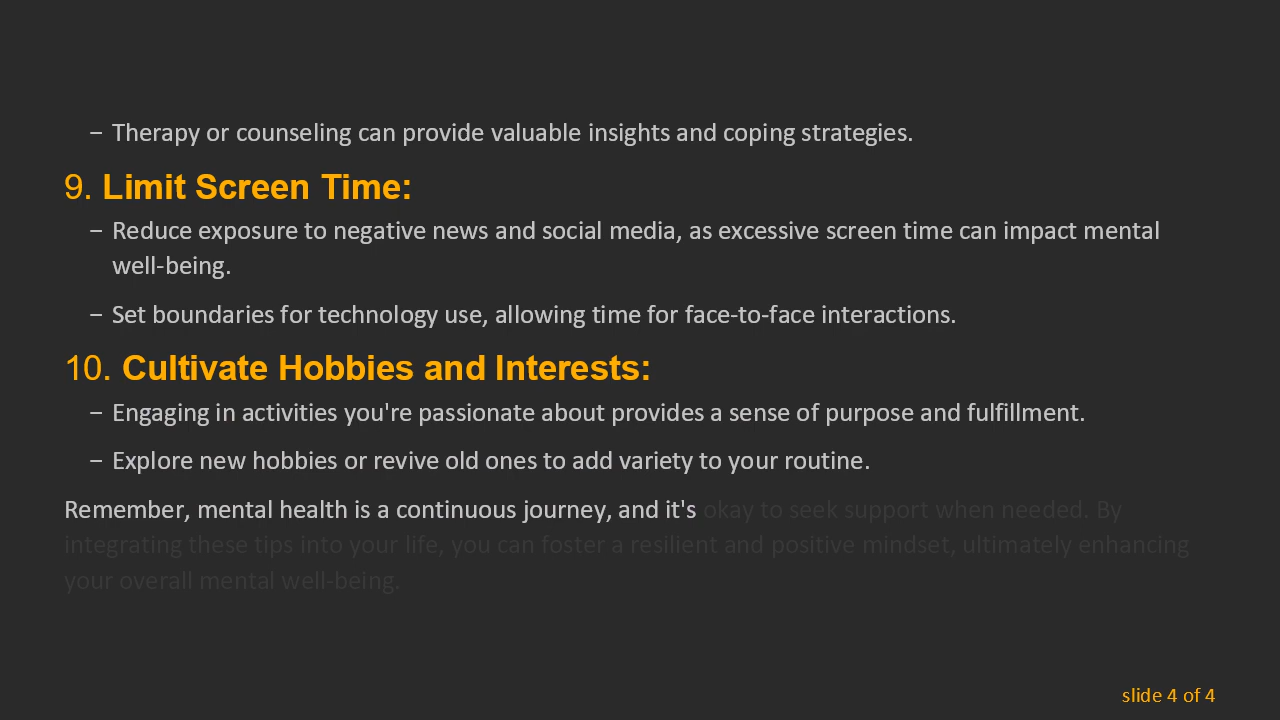 – Therapy or counseling can provide valuable insights and coping strategies.
9. Limit Screen Time:
– Reduce exposure to negative news and social media, as excessive screen time can impact mental
well-being.
– Set boundaries for technology use, allowing time for face-to-face interactions.
10. Cultivate Hobbies and Interests:
– Engaging in activities you're passionate about provides a sense of purpose and fulfillment.
– Explore new hobbies or revive old ones to add variety to your routine.
Remember, mental health is a continuous journey, and it's okay to seek support when needed. By
integrating these tips into your life, you can foster a resilient and positive mindset, ultimately enhancing
your overall mental well-being.
slide 4 of 4